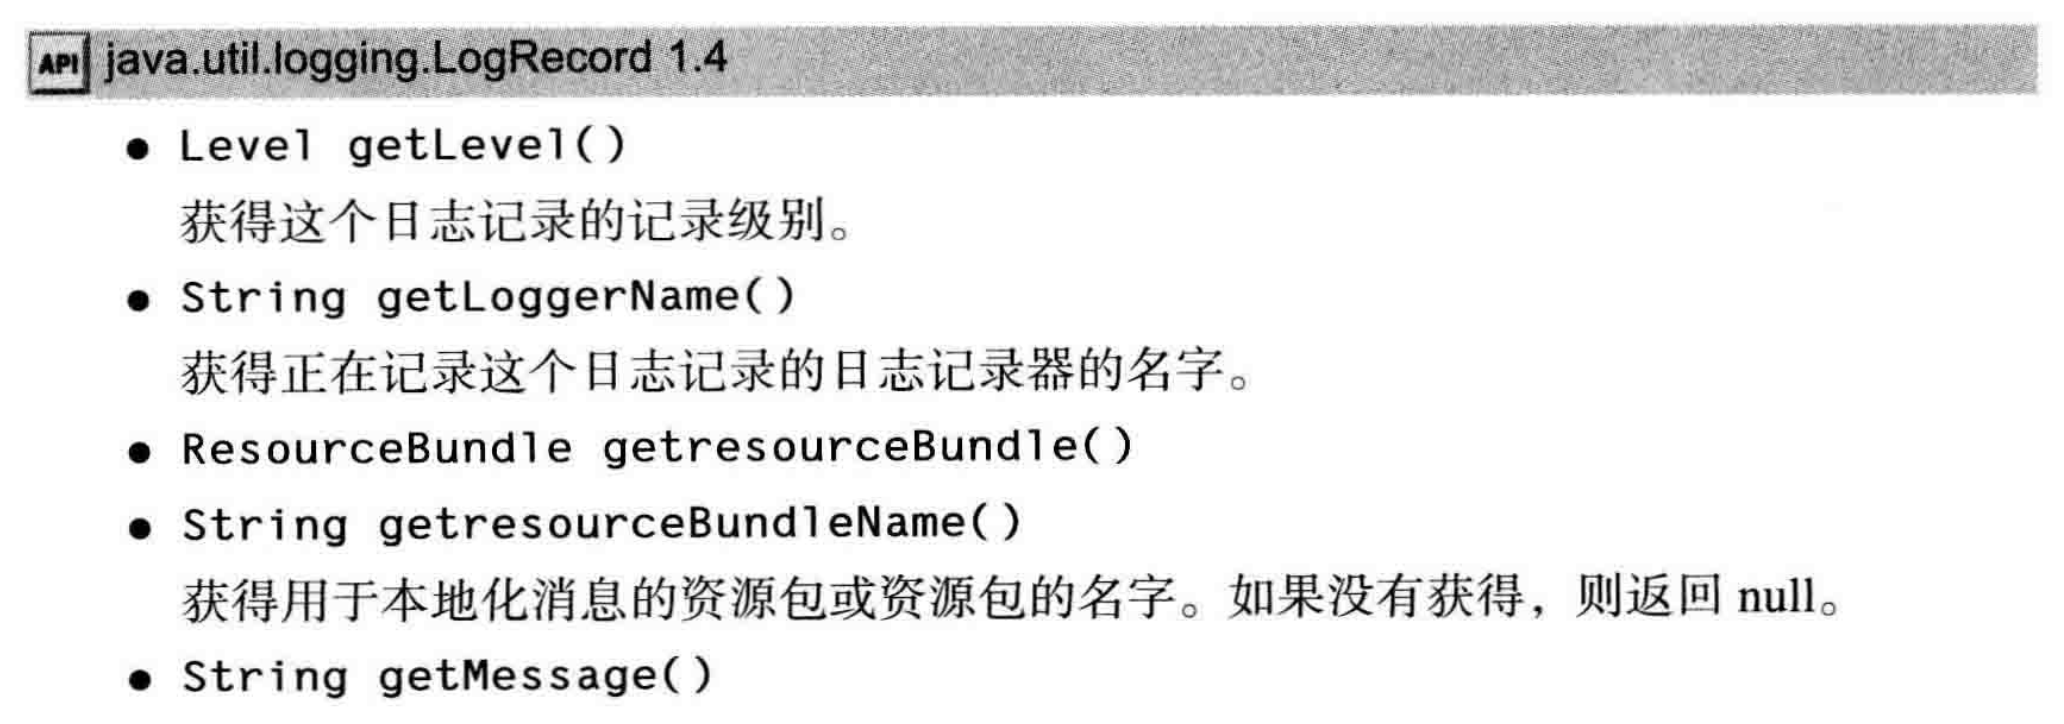 API java.util.logging.LogRecord 1.4
● Level getLevel()
获得这个日志记录的记录级别。
● String getLoggerName()
获得正在记录这个日志记录的日志记录器的名字。
● ResourceBundle getresourceBundle()
● String getresourceBundleName()
获得用于本地化消息的资源包或资源包的名字。如果没有获得，则返回 null。
● String getMessage()